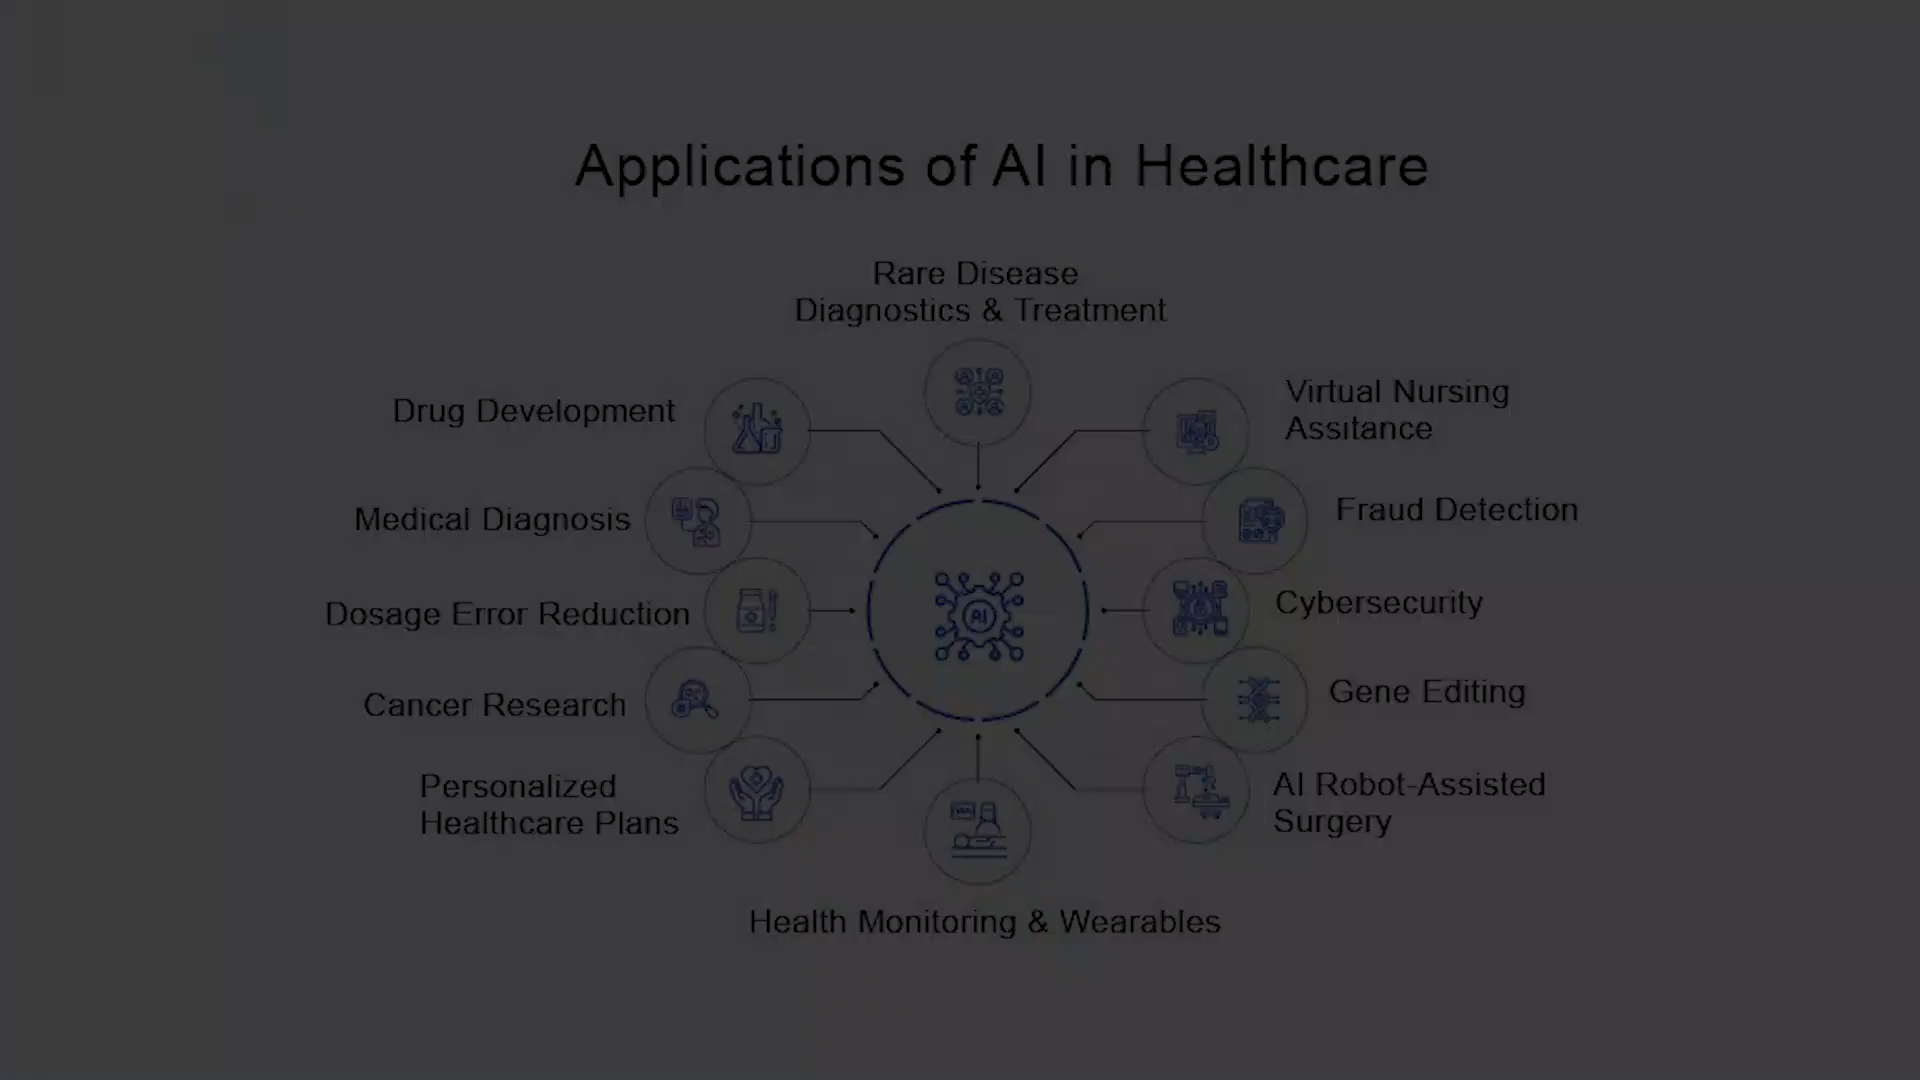 Applications of AI in Healthcare
Rare Disease
Diagnostics & Treatment
Drug Development
Virtual Nursing
Assitance
Medical Diagnosis
Fraud Detection
Dosage Error Reduction
AI
Cybersecurity
Cancer Research
Gene Editing
Personalized
Healthcare Plans
AI Robot-Assisted
Surgery
Health Monitoring & Wearables